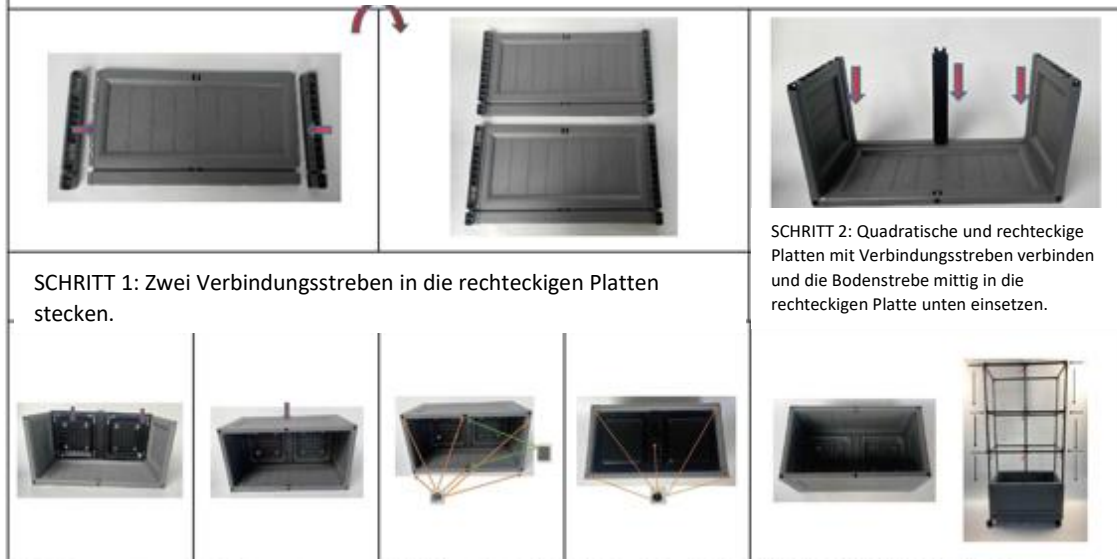 SCHRITT 1: Zwei Verbindungsstreben in die rechteckigen Platten
stecken.
SCHRITT 2: Quadratische und rechteckige
Platten mit Verbindungsstreben verbinden
und die Bodenstrebe mittig in die
rechteckigen Platte unten einsetzen.